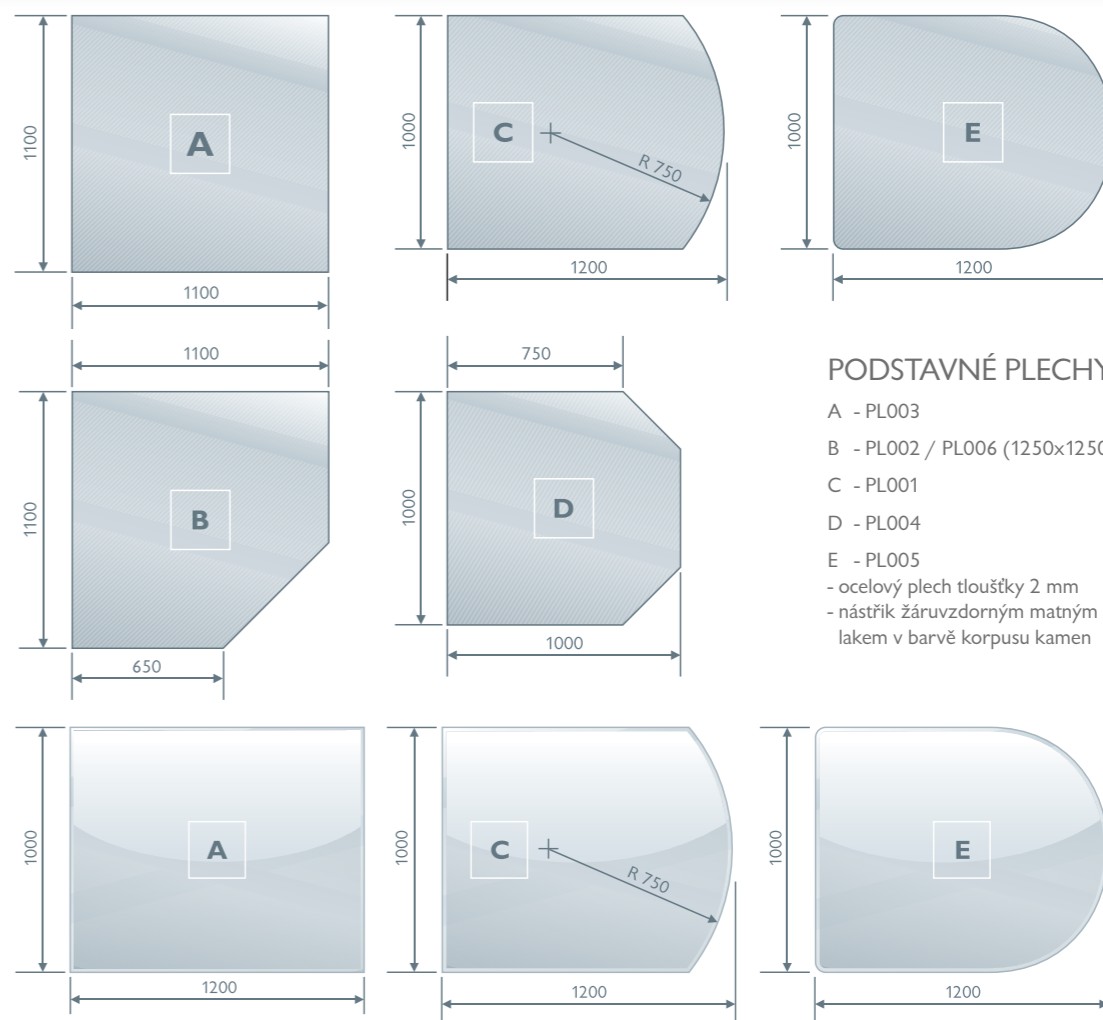 1100
A
1100
1000
C
R 750
1200
1000
E
1200
1100
1100
B
650
750
1000
D
1000
PODSTAVNÉ PLECHY
A - PL003
B - PL002 / PL006 (1250x1250
C - PL001
D - PL004
E - PL005
- ocelový plech tloušťky 2 mm
- nástřik žáruvzdorným matným
lakem v barvě korpusu kamen
1000
A
1200
1000
C
R 750
1200
1000
E
1200